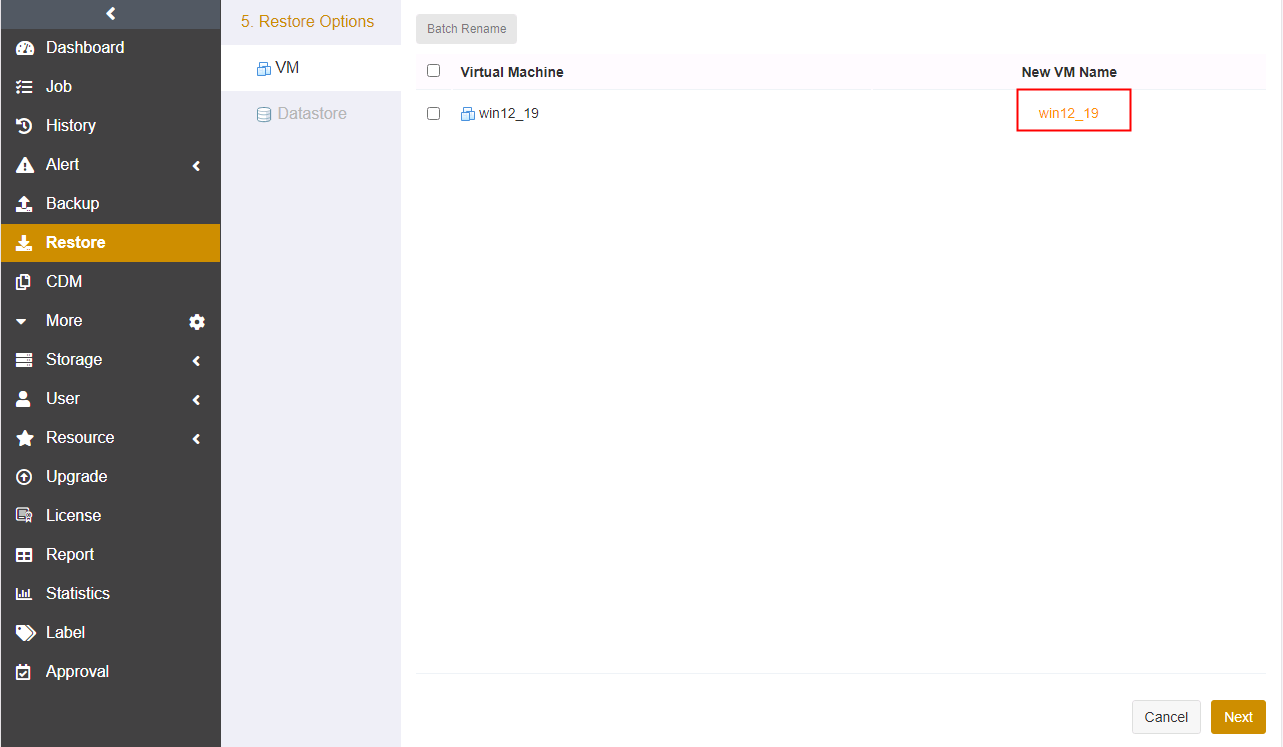 Dashboard
Job
History
Alert
Backup
Restore
CDM
More
Storage
User
Resource
Upgrade
License
Report
Statistics
Label
Approval
5. Restore Options
VM
Datastore
Batch Rename
Virtual Machine New VM Name
win12_19 win12_19
Cancel Next